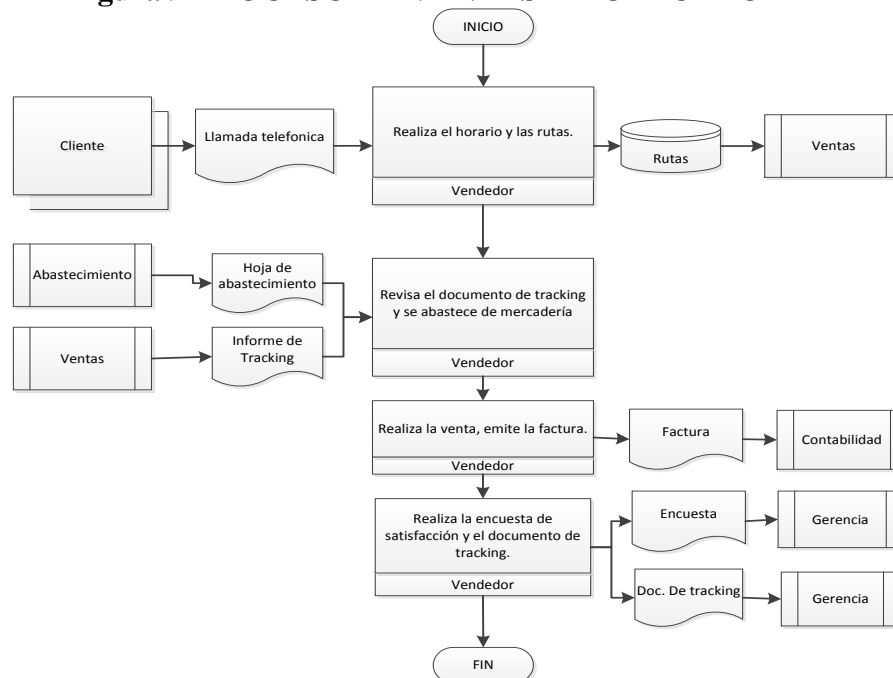 INICIO
Cliente
Llamada telefonica
Realiza el horario y las rutas.
Vendedor
Rutas
Ventas
Abastecimiento
Hoja de
abastecimiento
Ventas
Informe de
Tracking
Revisa el documento de tracking
y se abastece de mercadería
Vendedor
Realiza la venta, emite la factura.
Vendedor
Factura
Contabilidad
Realiza la encuesta de
satisfacción y el documento de
tracking.
Vendedor
Encuesta
Gerencia
Doc. De tracking
Gerencia
FIN